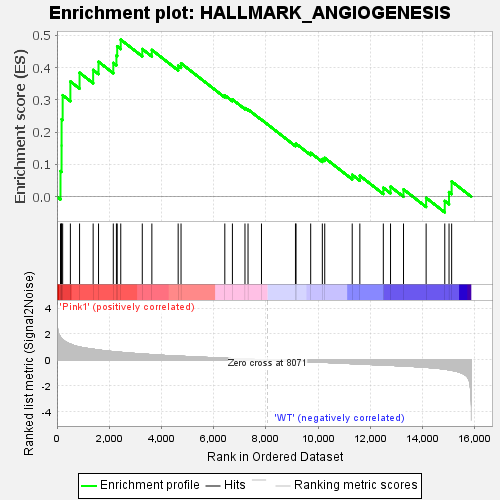 Enrichment plot: HALLMARK_ANGIOGENESIS
Enrichment score (ES)
0.5
0.4
0.3
0.2
0.1
0.0
'Pink1' (positively correlated)
Ranked list metric (Signal2Noise)
4
2
0
-2
-4
Zero cross at 8071
'WT' (negatively correlated)
0 2,000 4,000 6,000 8,000 10,000 12,000 14,000 16,000
Rank in Ordered Dataset
Enrichment profile Hits Ranking metric scores